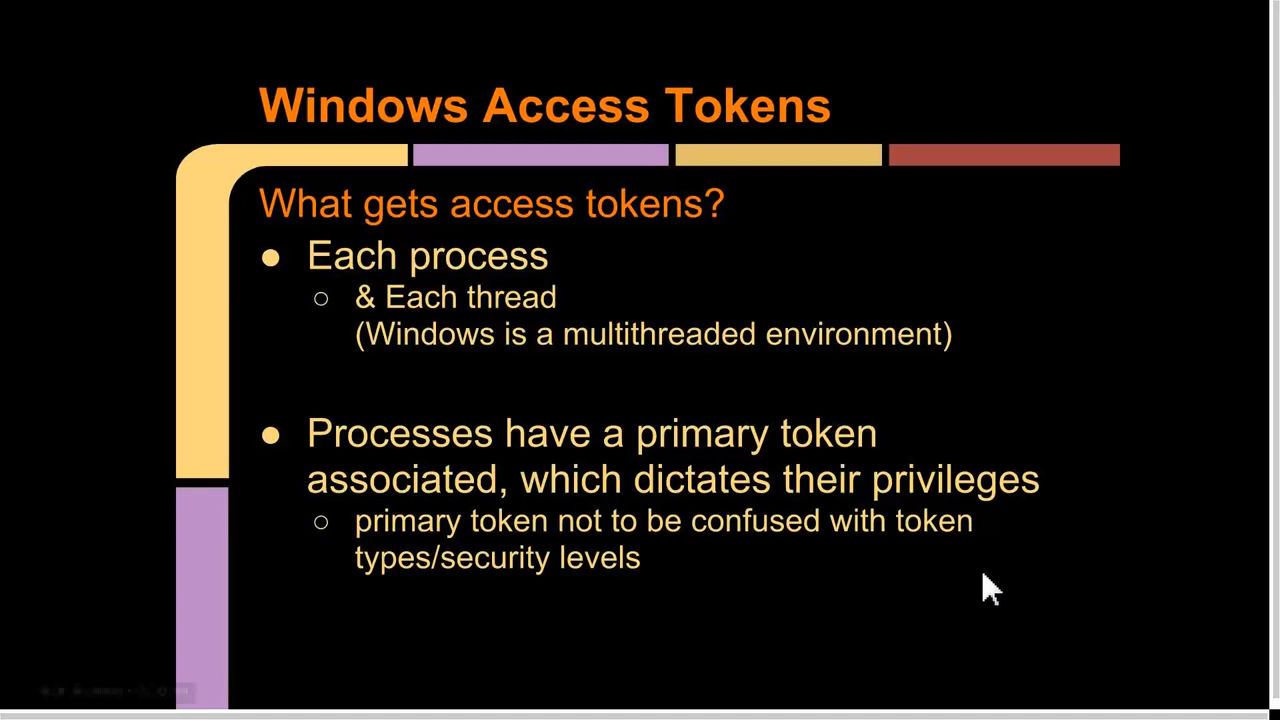 Windows Access Tokens
What gets access tokens?
● Each process
○ & Each thread
(Windows is a multithreaded environment)
● Processes have a primary token
associated, which dictates their privileges
○ primary token not to be confused with token
types/security levels